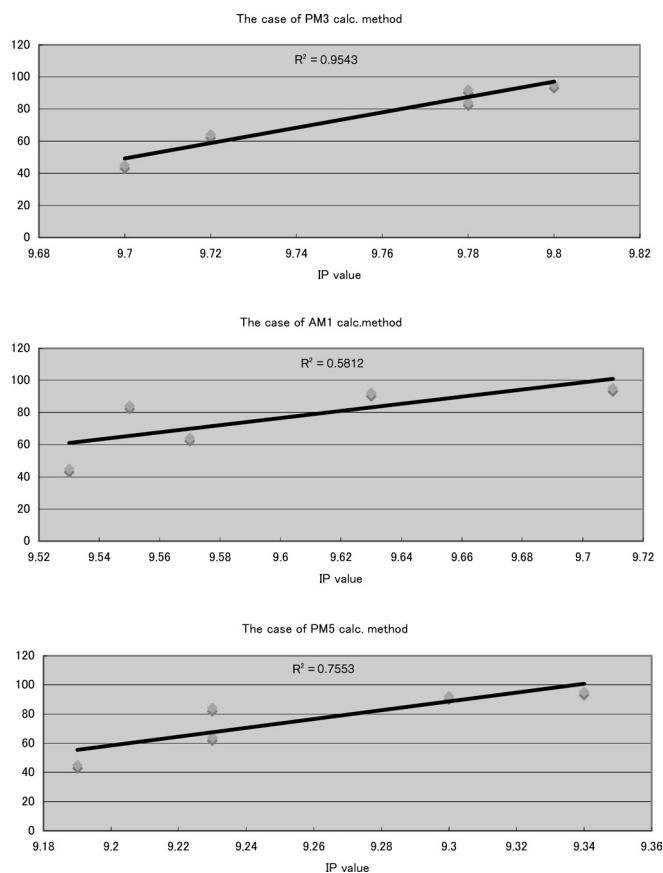 The case of PM3 calc. method
R² = 0.9543
120
100
80
60
40
20
0
9.68 9.7 9.72 9.74 9.76 9.78 9.8 9.82
IP value
The case of AM1 calc.method
R² = 0.5812
120
100
80
60
40
20
0
9.52 9.54 9.56 9.58 9.6 9.62 9.64 9.66 9.68 9.7 9.72
IP value
The case of PM5 calc. method
R² = 0.7553
120
100
80
60
40
20
0
9.18 9.2 9.22 9.24 9.26 9.28 9.3 9.32 9.34 9.36
IP value